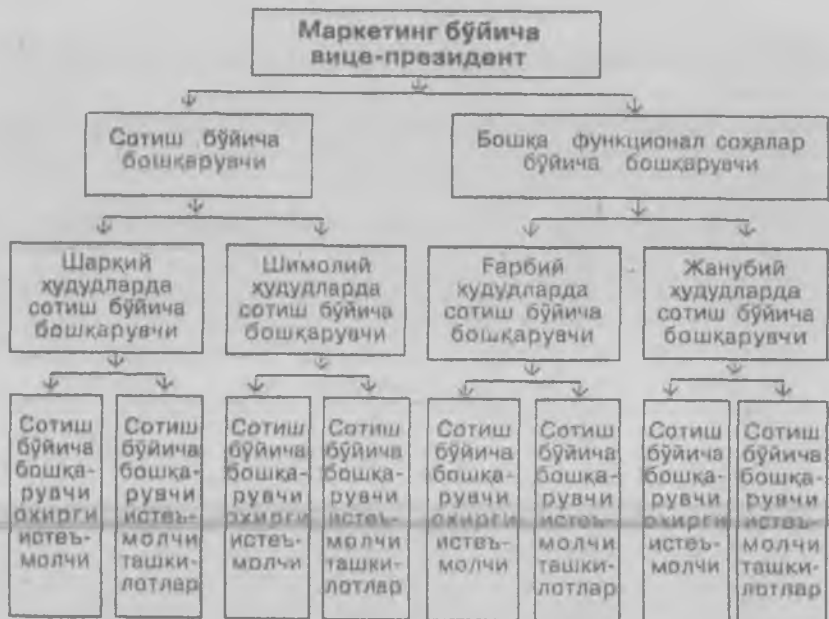 Маркетинг бўйича
вице-президент
Сотиш бўйича
бошқарувчи
Бошқа функционал соҳалар
бўйича бошқарувчи
Шарқий
ҳудудларда
сотиш бўйича
бошқарувчи
Шимолий
ҳудудларда
сотиш бўйича
бошқарувчи
Ғарбий
ҳудудларда
сотиш бўйича
бошқарувчи
Жанубий
ҳудудларда
сотиш бўйича
бошқарувчи
Сотиш
бўйича
бошқа-
рувчи
охирги
истеъ-
молчи
Сотиш
бўйича
бошқа-
рувчи
истеъ-
молчи
ташки-
лотлар
Сотиш
бўйича
бошқа-
рувчи
охирги
истеъ-
молчи
Сотиш
бўйича
бошқа-
рувчи
истеъ-
молчи
ташки-
лотлар
Сотиш
бўйича
бошқа-
рувчи
охирги
истеъ-
молчи
Сотиш
бўйича
бошқа-
рувчи
истеъ-
молчи
ташки-
лотлар
Сотиш
бўйича
бошқа-
рувчи
охирги
истеъ-
молчи
Сотиш
бўйича
бошқа-
рувчи
истеъ-
молчи
ташки-
лотлар